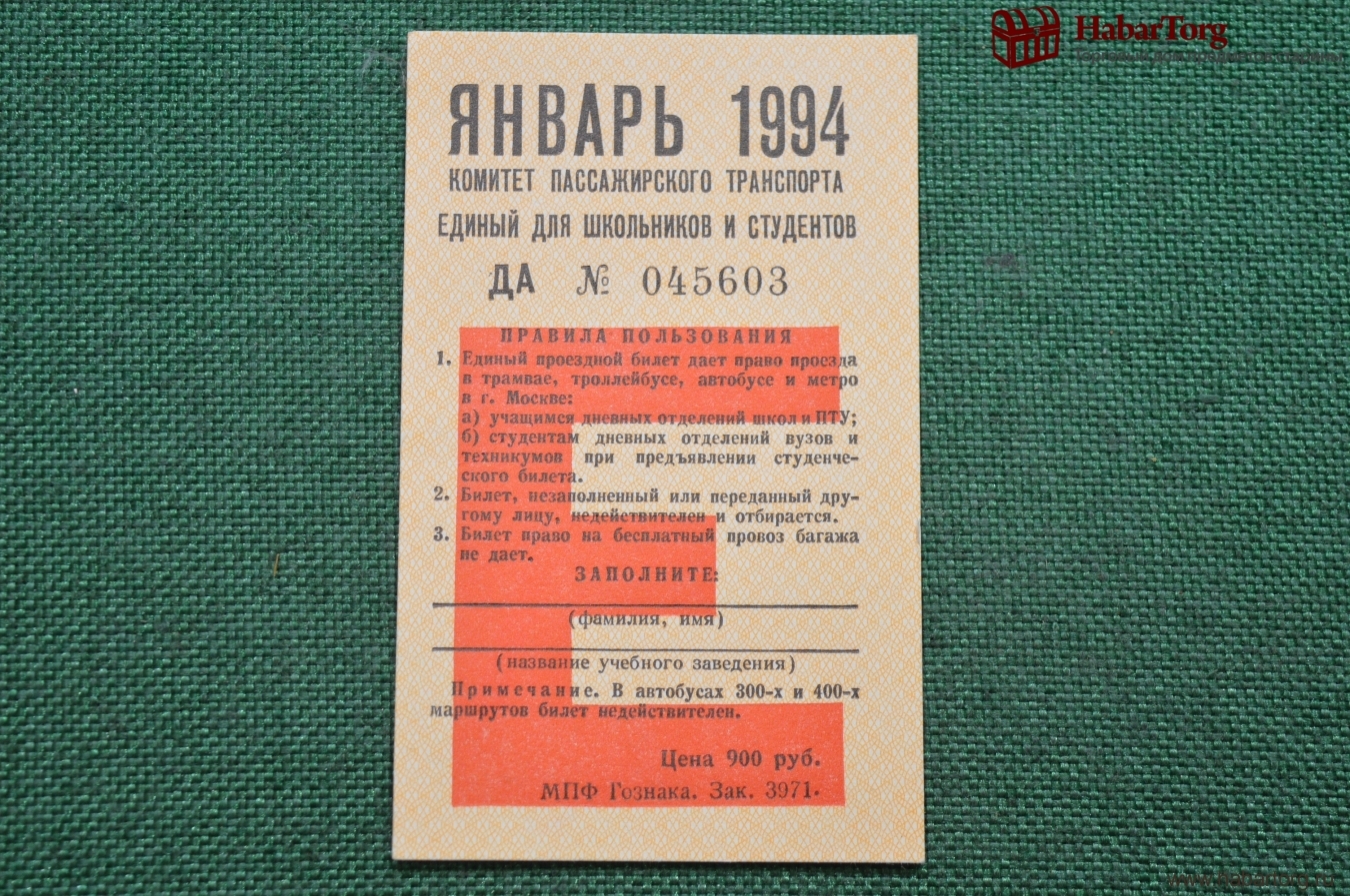 HabarTorg
ЯНВАРЬ 1994
КОМИТЕТ ПАССАЖИРСКОГО ТРАНСПОРТА
ЕДИНЫЙ ДЛЯ ШКОЛЬНИКОВ И СТУДЕНТОВ
ДА № 045603
ПРАВИЛА ПОЛЬЗОВАНИЯ
1. Единый проездной билет дает право проезда
в трамвае, троллейбусе, автобусе и метро
в г. Москве:
а) учащимся дневных отделений школ и ПТУ;
б) студентам дневных отделений вузов и
техникумов при предъявлении студенче-
ского билета.
2. Билет, незаполненный или переданный дру-
гому лицу, недействителен и отбирается.
3. Билет право на бесплатный провоз багажа
не дает.
ЗАПОЛНИТЕ:
(фамилия, имя)
(название учебного заведения)
Примечание. В автобусах 300-х и 400-х
маршрутов билет недействителен.
Цена 900 руб.
МПФ Гознака. Зак. 3971.